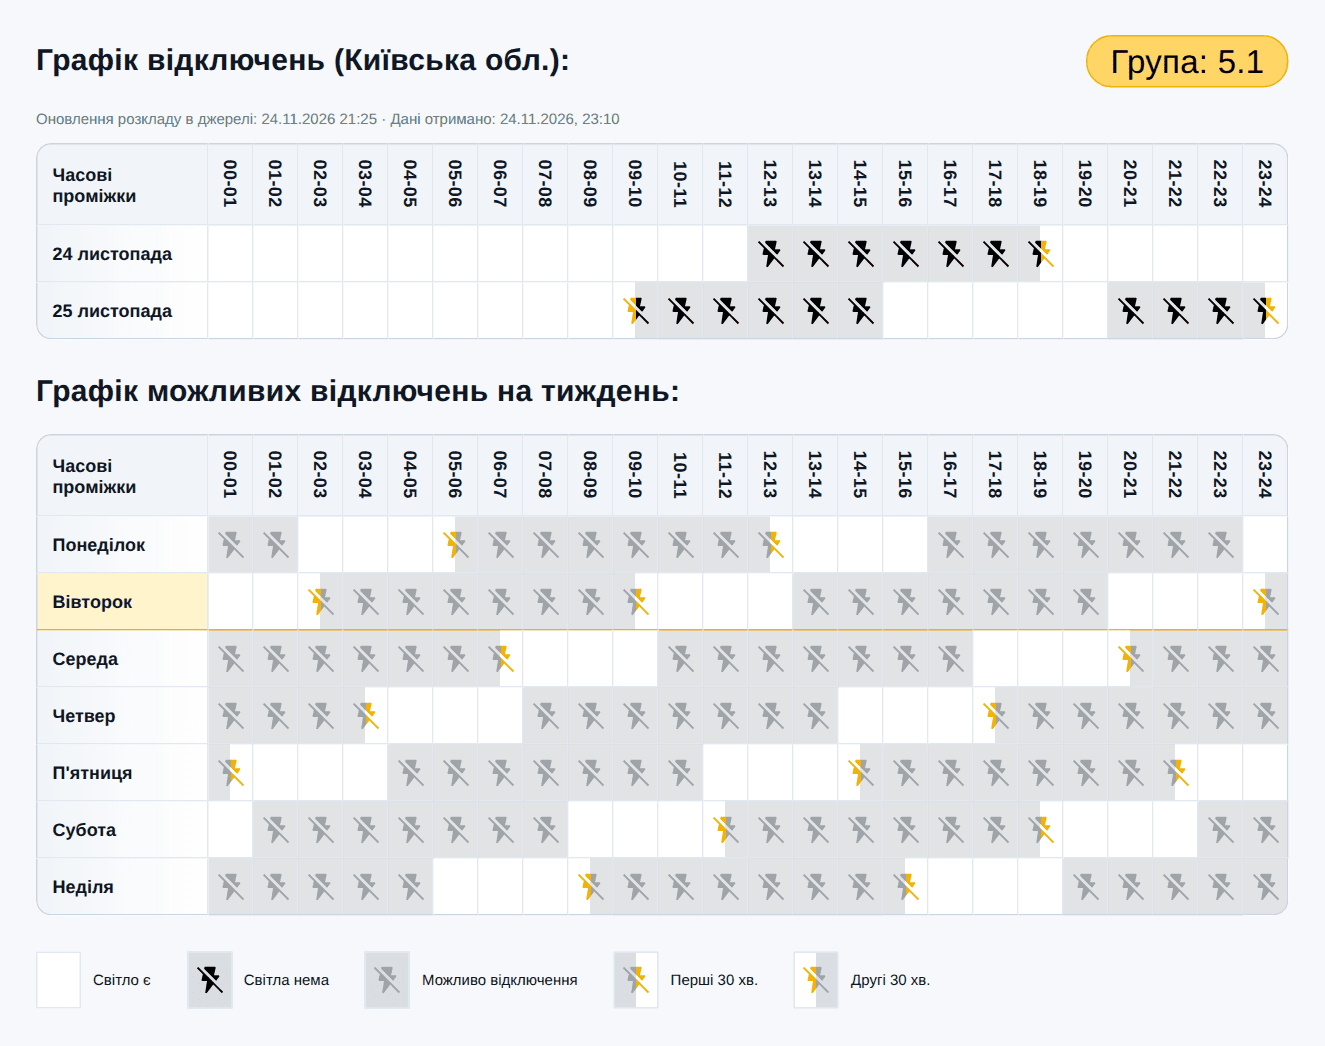 Графік відключень (Київська обл.):
Група: 5.1
Оновлення розкладу в джерелі: 24.11.2026 21:25 · Дані отримано: 24.11.2026, 23:10
Часові
проміжки
00-01 01-02 02-03 03-04 04-05 05-06 06-07 07-08 08-09 09-10 10-11 11-12 12-13 13-14 14-15 15-16 16-17 17-18 18-19 19-20 20-21 21-22 22-23 23-24
24 листопада
25 листопада
Графік можливих відключень на тиждень:
Часові
проміжки
00-01 01-02 02-03 03-04 04-05 05-06 06-07 07-08 08-09 09-10 10-11 11-12 12-13 13-14 14-15 15-16 16-17 17-18 18-19 19-20 20-21 21-22 22-23 23-24
Понеділок
Вівторок
Середа
Четвер
П'ятниця
Субота
Неділя
Світло є
Світла нема
Можливо відключення
Перші 30 хв.
Другі 30 хв.